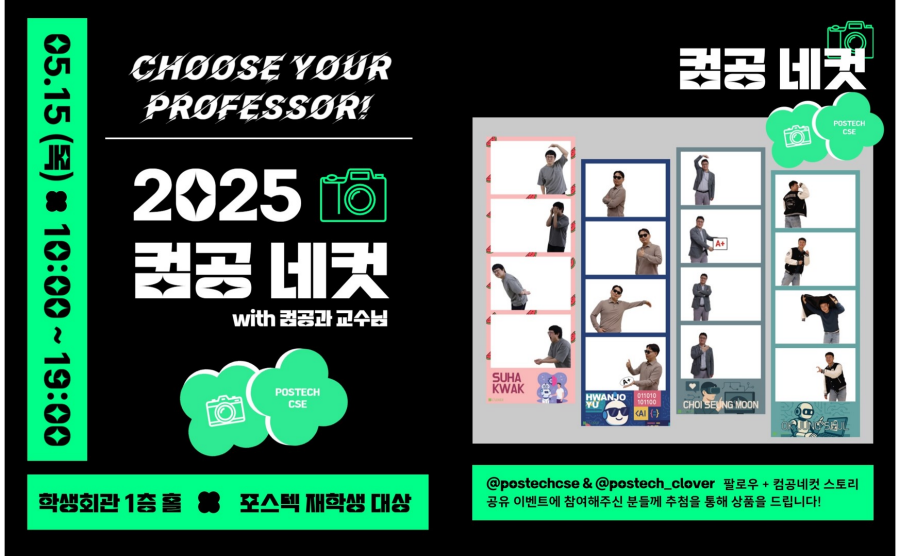 05.15 (목) 10:00 ~ 19:00
CHOOSE YOUR
PROFESSOR!
2025
컴공 네컷
with 컴공과 교수님
POSTECH
CSE
학생회관 1층 홀 포스텍 재학생 대상
컴공 네컷
POSTECH
CSE
A+
A+
SUHA
KWAK
HWANJO
YU
011010
101100
<AI {·}
CHOI SEUNG MOON
@postechcse & @postech_clover 팔로우 + 컴공네컷 스토리
공유 이벤트에 참여해주신 분들께 추첨을 통해 상품을 드립니다!